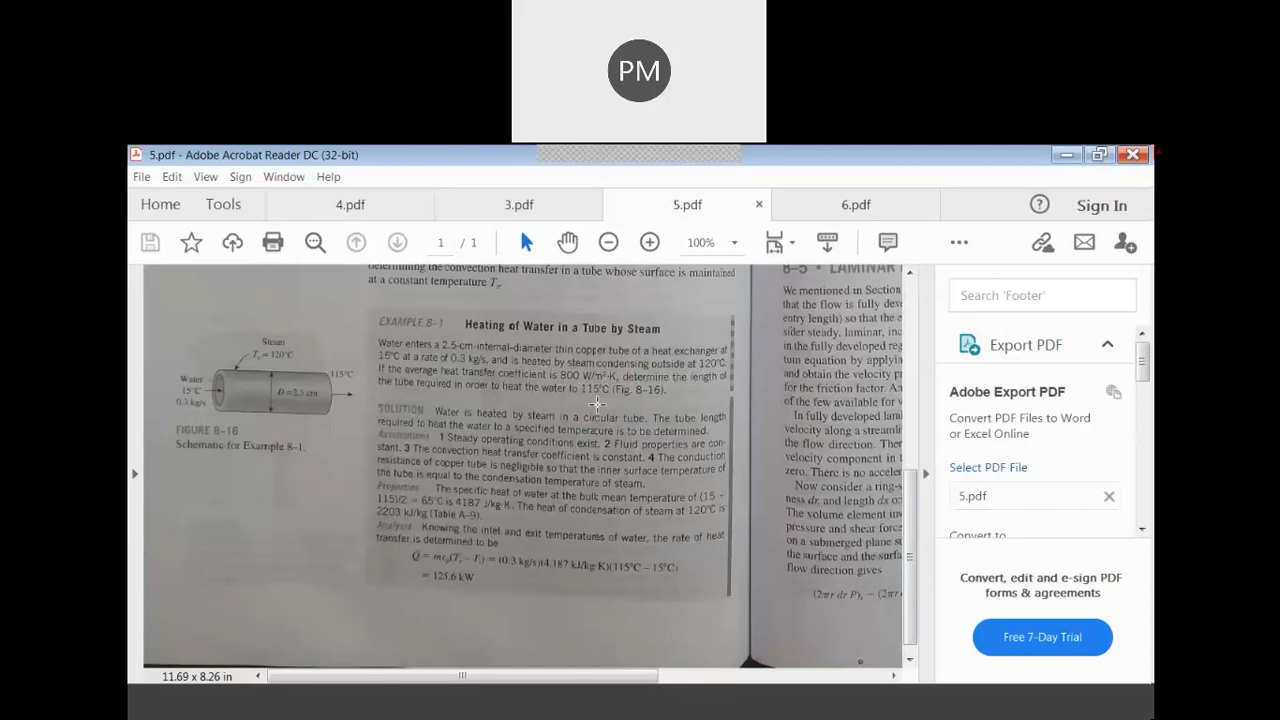 PM
5.pdf - Adobe Acrobat Reader DC (32-bit)
File Edit View Sign Window Help
Home Tools 4.pdf 3.pdf 5.pdf × 6.pdf ? Sign In
1 / 1 100%
determining the convection heat transfer in a tube whose surface is maintained
at a constant temperature Ts.
EXAMPLE 8–1 Heating of Water in a Tube by Steam
Water enters a 2.5-cm-internal-diameter thin copper tube of a heat exchanger at
15°C at a rate of 0.3 kg/s, and is heated by steam condensing outside at 120°C.
If the average heat transfer coefficient is 800 W/m²·K, determine the length of
the tube required in order to heat the water to 115°C (Fig. 8–16).
SOLUTION Water is heated by steam in a circular tube. The tube length
required to heat the water to a specified temperature is to be determined.
Assumptions 1 Steady operating conditions exist. 2 Fluid properties are con-
stant. 3 The convection heat transfer coefficient is constant. 4 The conduction
resistance of copper tube is negligible so that the inner surface temperature of
the tube is equal to the condensation temperature of steam.
Properties The specific heat of water at the bulk mean temperature of (15 –
115)/2 = 65°C is 4187 J/kg·K. The heat of condensation of steam at 120°C is
2203 kJ/kg (Table A–9).
Analysis Knowing the inlet and exit temperatures of water, the rate of heat
transfer is determined to be
Q̇ = ṁcp(Te – Ti) = (0.3 kg/s)(4.187 kJ/kg·K)(115°C – 15°C)
= 125.6 kW
Steam
Ts = 120°C
115°C
Water
15°C
0.3 kg/s
D = 2.5 cm
FIGURE 8–16
Schematic for Example 8–1.
8–5 • LAMINAR
We mentioned in Section
that the flow is fully deve
entry length) so that the e
sider steady, laminar, inc
in the fully developed reg
tum equation by applyin
and obtain the velocity p
for the friction factor. A
of the few available for v
In fully developed lami
velocity along a streamli
the flow direction. Ther
velocity component in t
zero. There is no acceler
Now consider a ring-s
ness dr, and length dx o
The volume element inv
pressure and shear force
on a submerged plane su
the surface and the surfa
flow direction gives
(2πr dr P)x – (2πr
11.69 x 8.26 in
Search 'Footer'
Export PDF
Adobe Export PDF
Convert PDF Files to Word
or Excel Online
Select PDF File
5.pdf
Convert to
Convert, edit and e-sign PDF
forms & agreements
Free 7-Day Trial